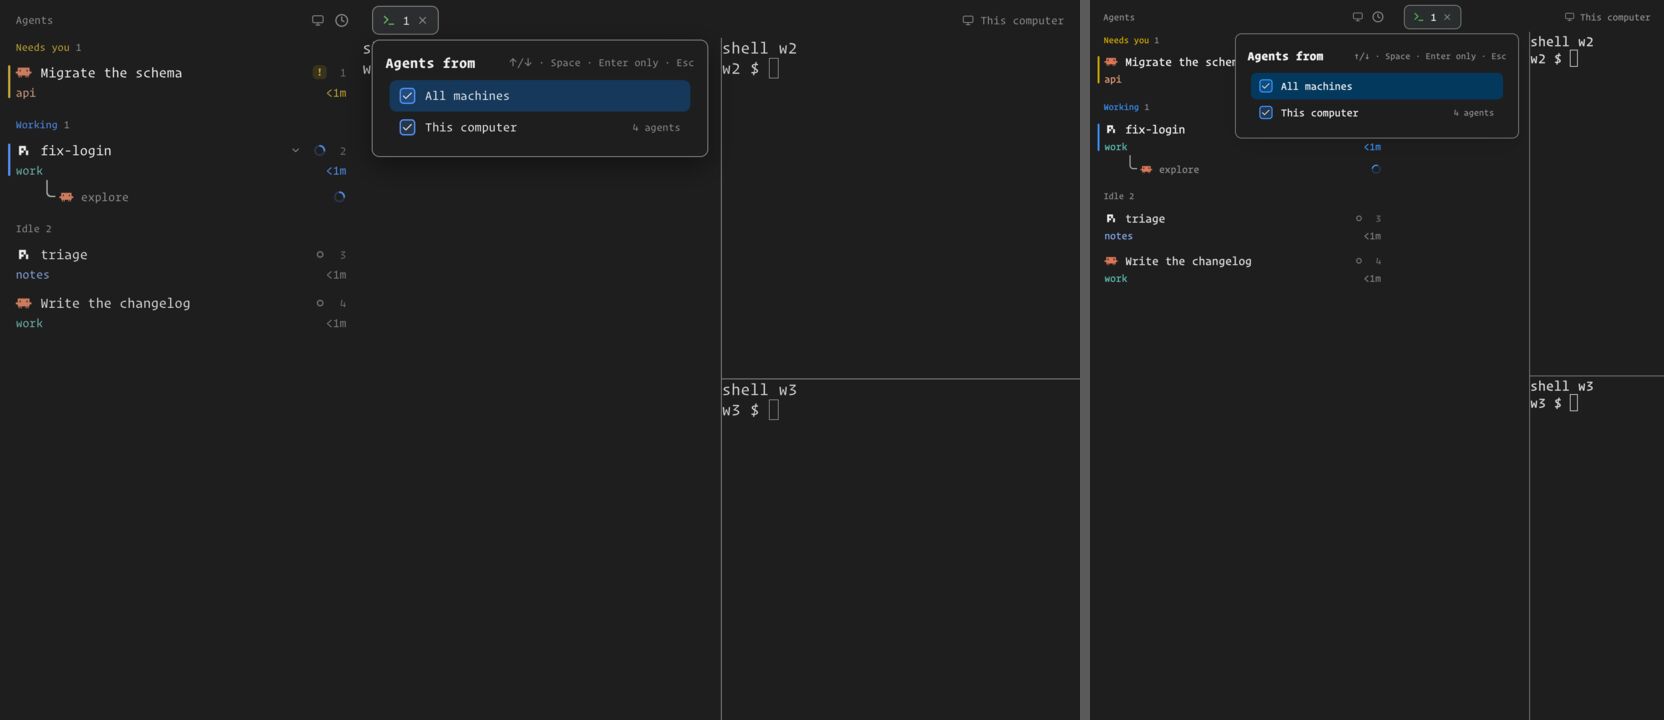 Agents
1 ×
This computer
Needs you 1
Migrate the schema ! 1
api <1m
Working 1
fix-login 2
work <1m
explore
Idle 2
triage 3
notes <1m
Write the changelog 4
work <1m
s
w
Agents from ↑/↓ · Space · Enter only · Esc
All machines
This computer 4 agents
shell w2
w2 $
shell w3
w3 $
Agents
1 ×
This computer
Needs you 1
Migrate the schem
api
Working 1
fix-login
work <1m
explore
Idle 2
triage 3
notes <1m
Write the changelog 4
work <1m
Agents from ↑/↓ · Space · Enter only · Esc
All machines
This computer 4 agents
shell w2
w2 $
shell w3
w3 $